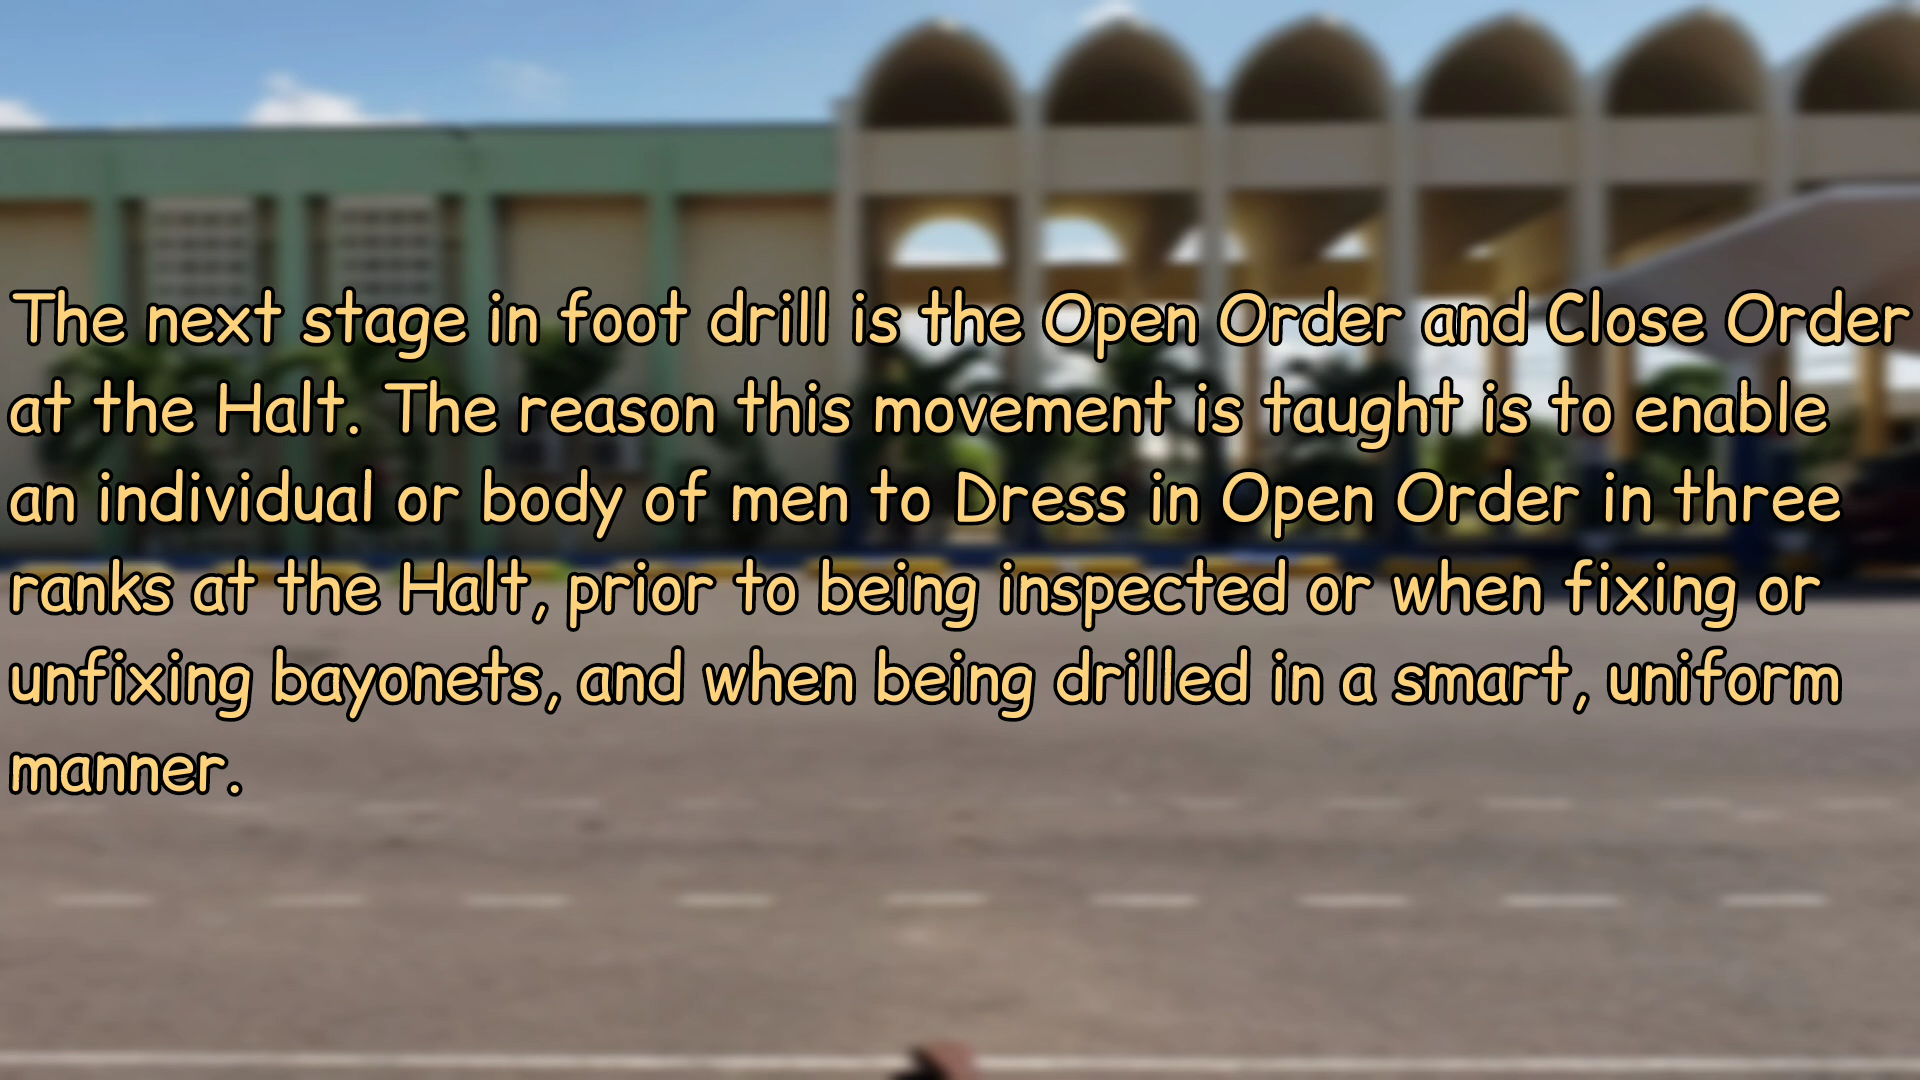 The next stage in foot drill is the Open Order and Close Order
at the Halt. The reason this movement is taught is to enable
an individual or body of men to Dress in Open Order in three
ranks at the Halt, prior to being inspected or when fixing or
unfixing bayonets, and when being drilled in a smart, uniform
manner.